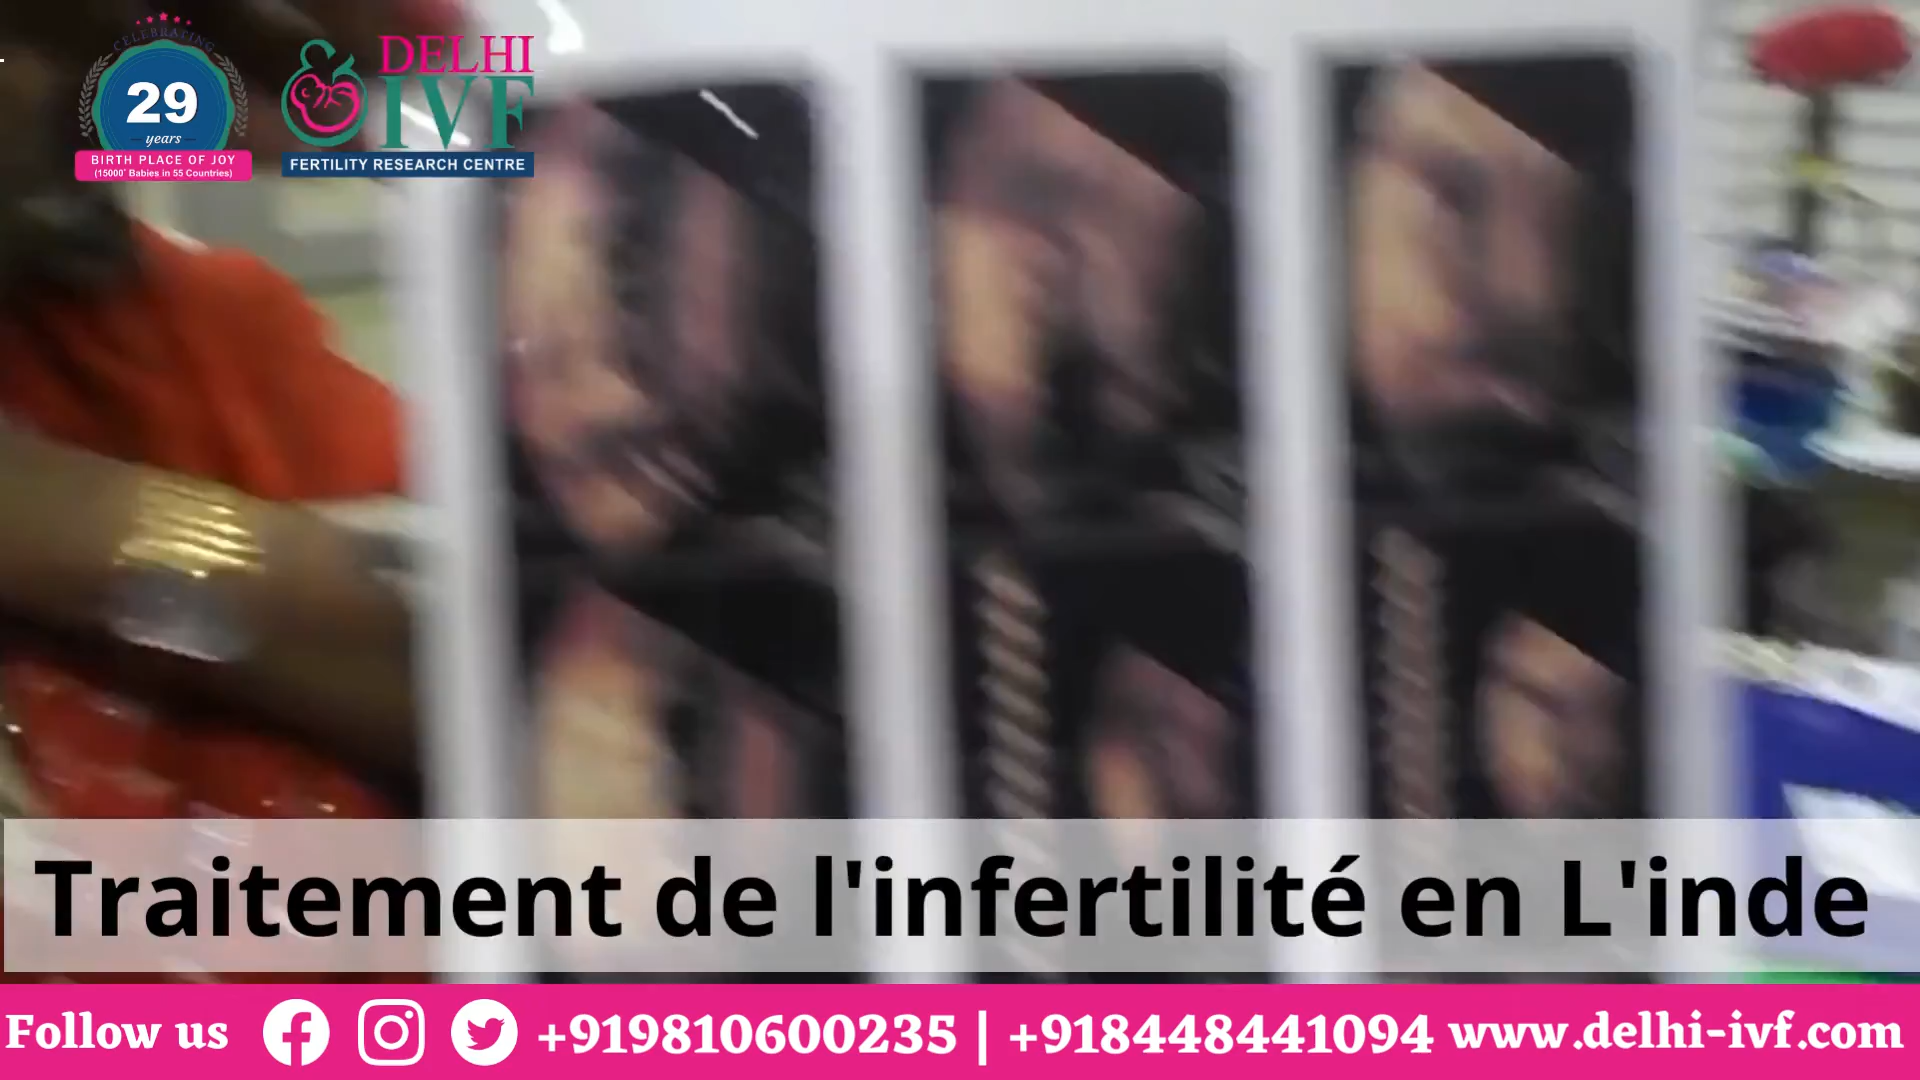 CELEBRATING
29
years
BIRTH PLACE OF JOY
(15000+ Babies in 55 Countries)
DELHI
IVF
FERTILITY RESEARCH CENTRE
Traitement de l'infertilité en L'inde
Follow us +919810600235 | +918448441094 www.delhi-ivf.com